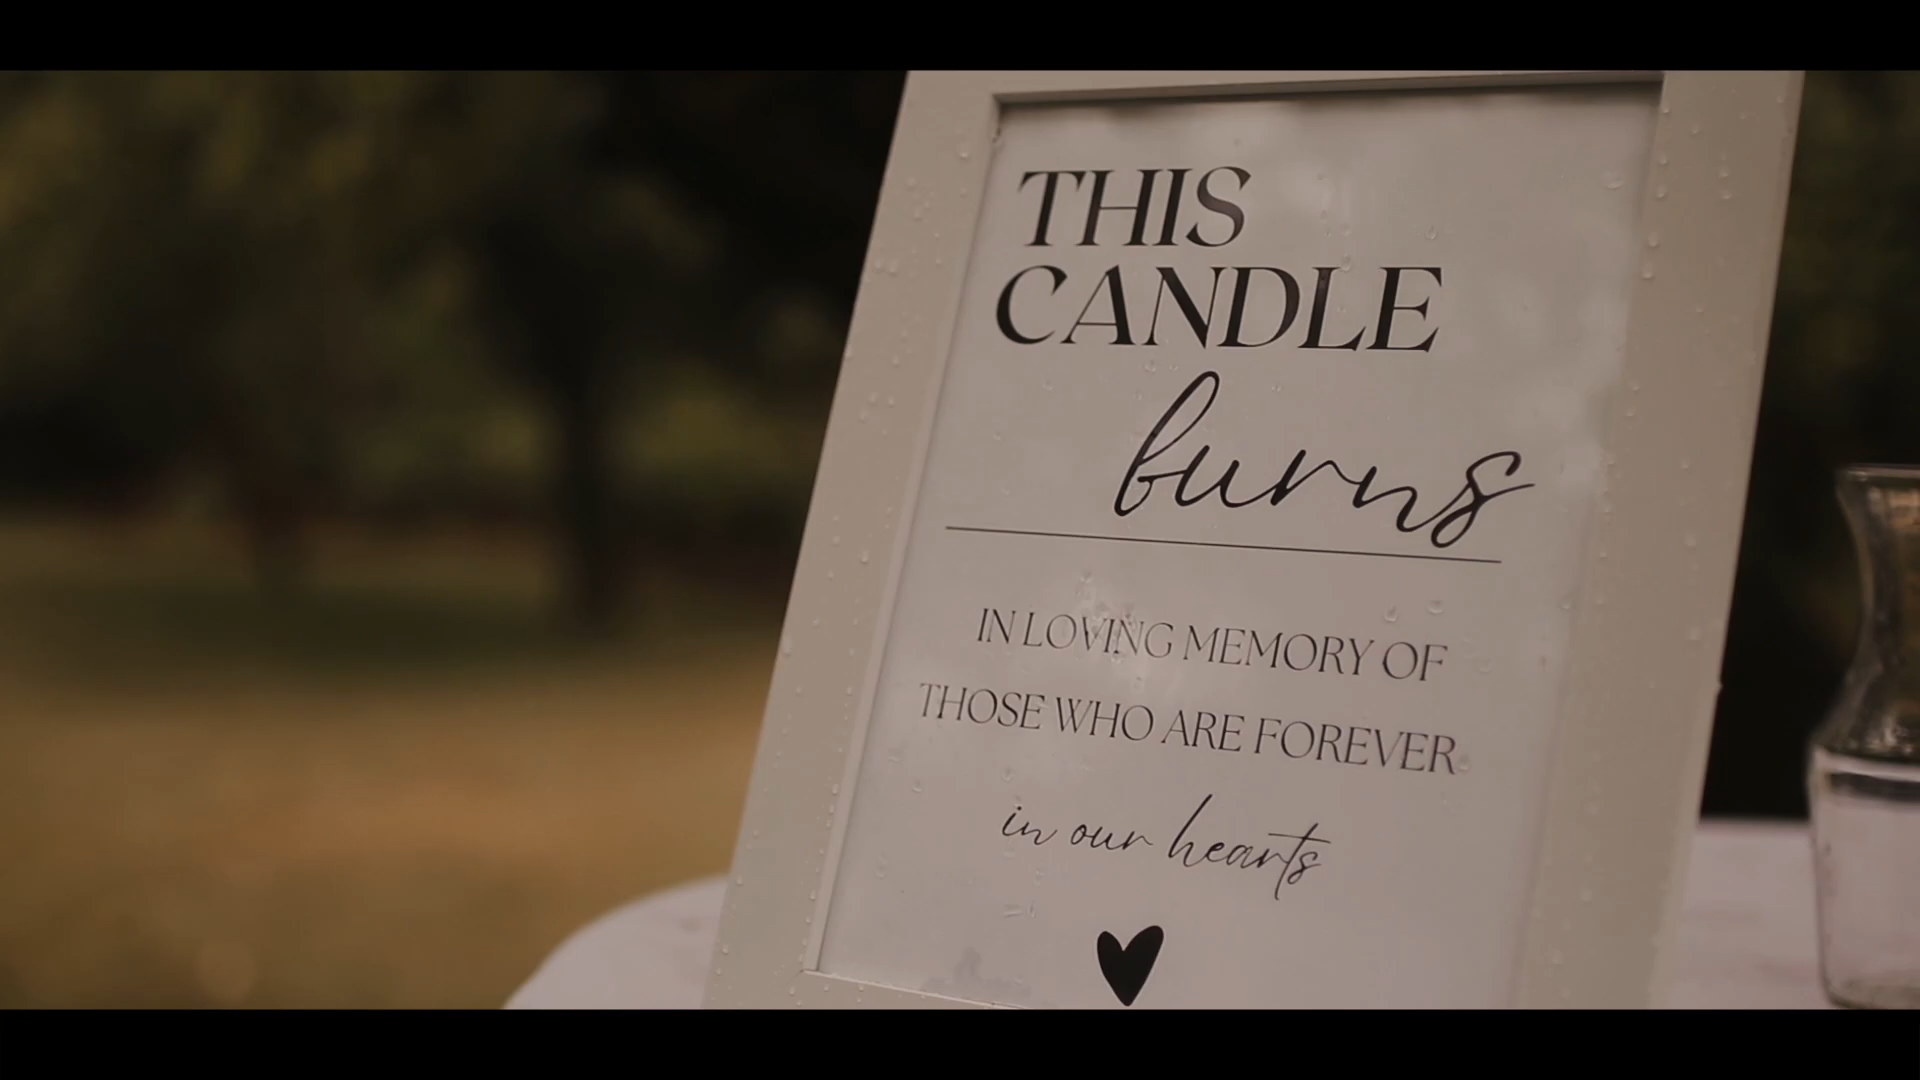 THIS
CANDLE
burns
IN LOVING MEMORY OF
THOSE WHO ARE FOREVER
in our hearts